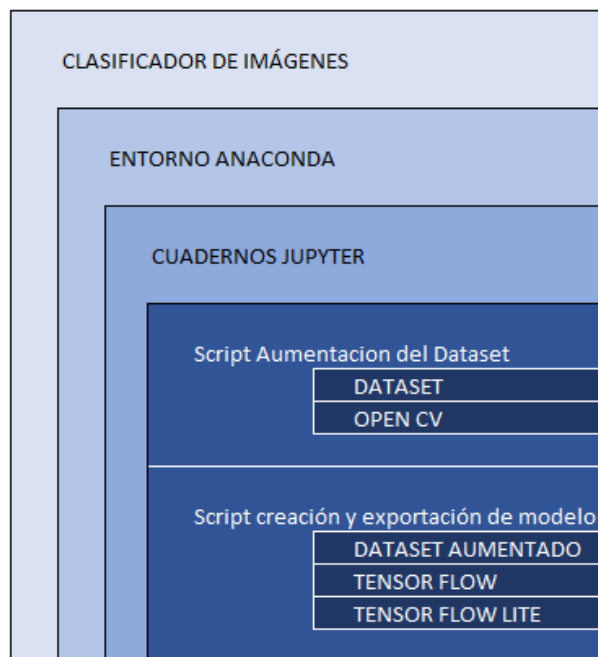 CLASIFICADOR DE IMÁGENES
ENTORNO ANACONDA
CUADERNOS JUPYTER
Script Aumentacion del Dataset
DATASET
OPEN CV
Script creación y exportación de modelo
DATASET AUMENTADO
TENSOR FLOW
TENSOR FLOW LITE